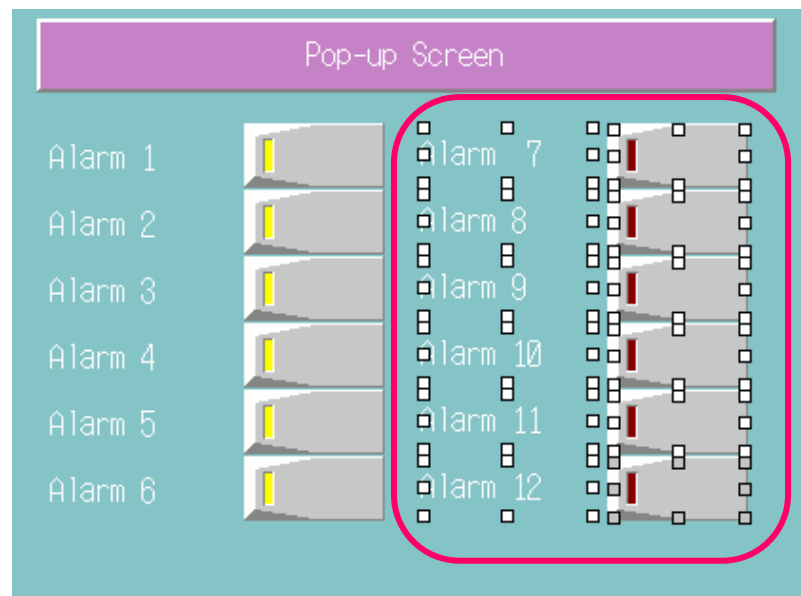 Pop-up Screen
Alarm 1
Alarm 2
Alarm 3
Alarm 4
Alarm 5
Alarm 6
Alarm 7
Alarm 8
Alarm 9
Alarm 10
Alarm 11
Alarm 12